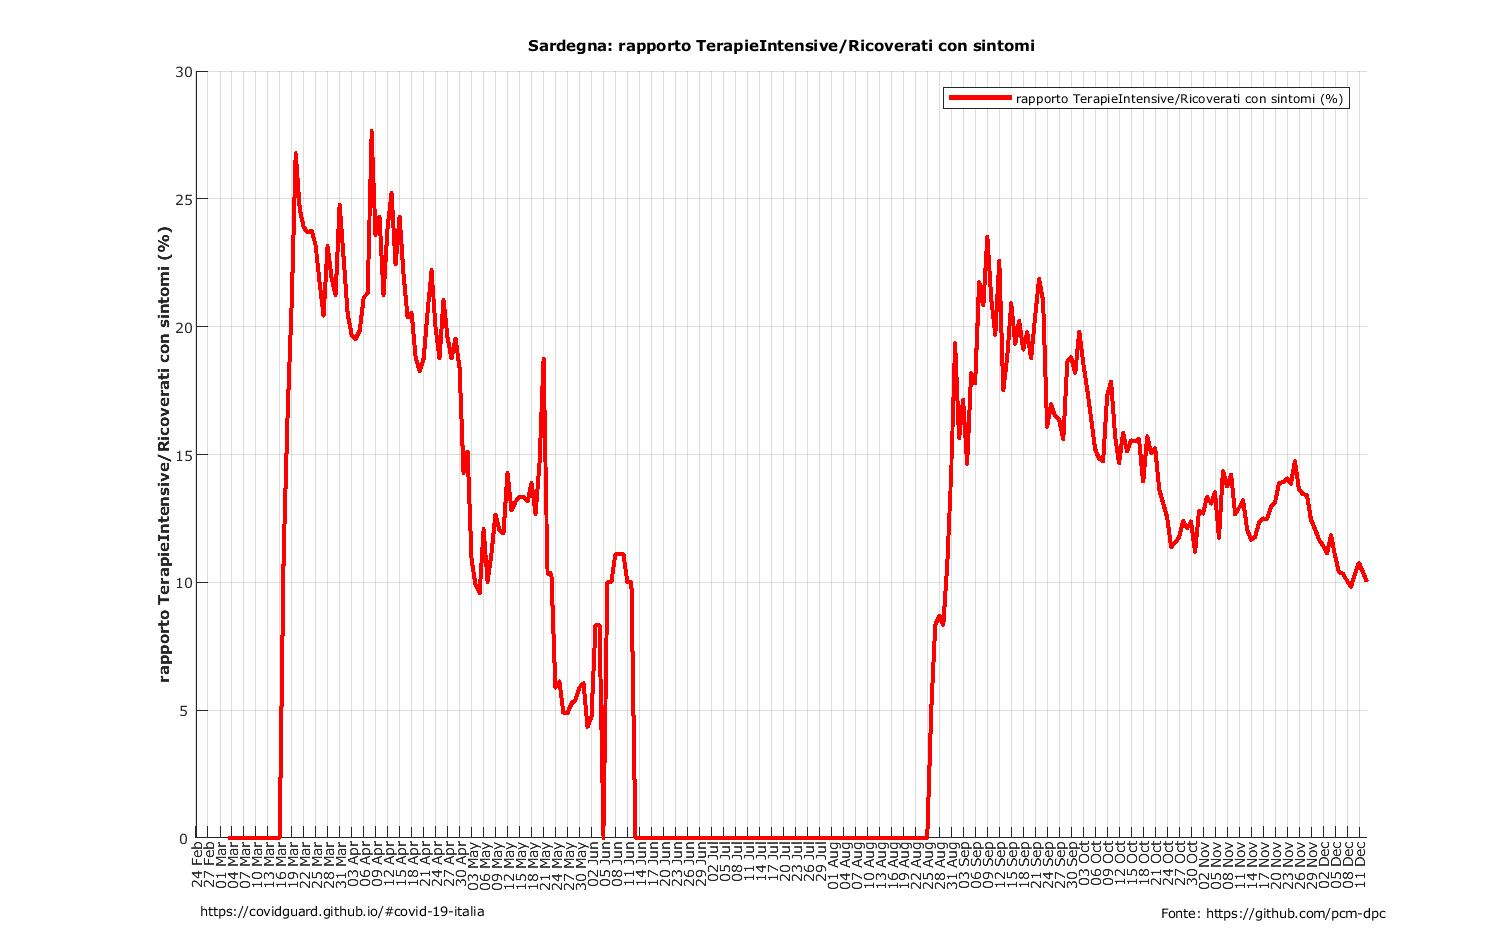 Sardegna: rapporto TerapieIntensive/Ricoverati con sintomi
rapporto TerapieIntensive/Ricoverati con sintomi (%)
rapporto TerapieIntensive/Ricoverati con sintomi (%)
30
25
20
15
10
5
0
24 Feb
27 Feb
01 Mar
04 Mar
07 Mar
10 Mar
13 Mar
16 Mar
19 Mar
22 Mar
25 Mar
28 Mar
31 Mar
03 Apr
06 Apr
09 Apr
12 Apr
15 Apr
18 Apr
21 Apr
24 Apr
27 Apr
30 Apr
03 May
06 May
09 May
12 May
15 May
18 May
21 May
24 May
27 May
30 May
02 Jun
05 Jun
08 Jun
11 Jun
14 Jun
17 Jun
20 Jun
23 Jun
26 Jun
29 Jun
02 Jul
05 Jul
08 Jul
11 Jul
14 Jul
17 Jul
20 Jul
23 Jul
26 Jul
29 Jul
01 Aug
04 Aug
07 Aug
10 Aug
13 Aug
16 Aug
19 Aug
22 Aug
25 Aug
28 Aug
31 Aug
03 Sep
06 Sep
09 Sep
12 Sep
15 Sep
18 Sep
21 Sep
24 Sep
27 Sep
30 Sep
03 Oct
06 Oct
09 Oct
12 Oct
15 Oct
18 Oct
21 Oct
24 Oct
27 Oct
30 Oct
02 Nov
05 Nov
08 Nov
11 Nov
14 Nov
17 Nov
20 Nov
23 Nov
26 Nov
29 Nov
02 Dec
05 Dec
08 Dec
11 Dec
https://covidguard.github.io/#covid-19-italia
Fonte: https://github.com/pcm-dpc